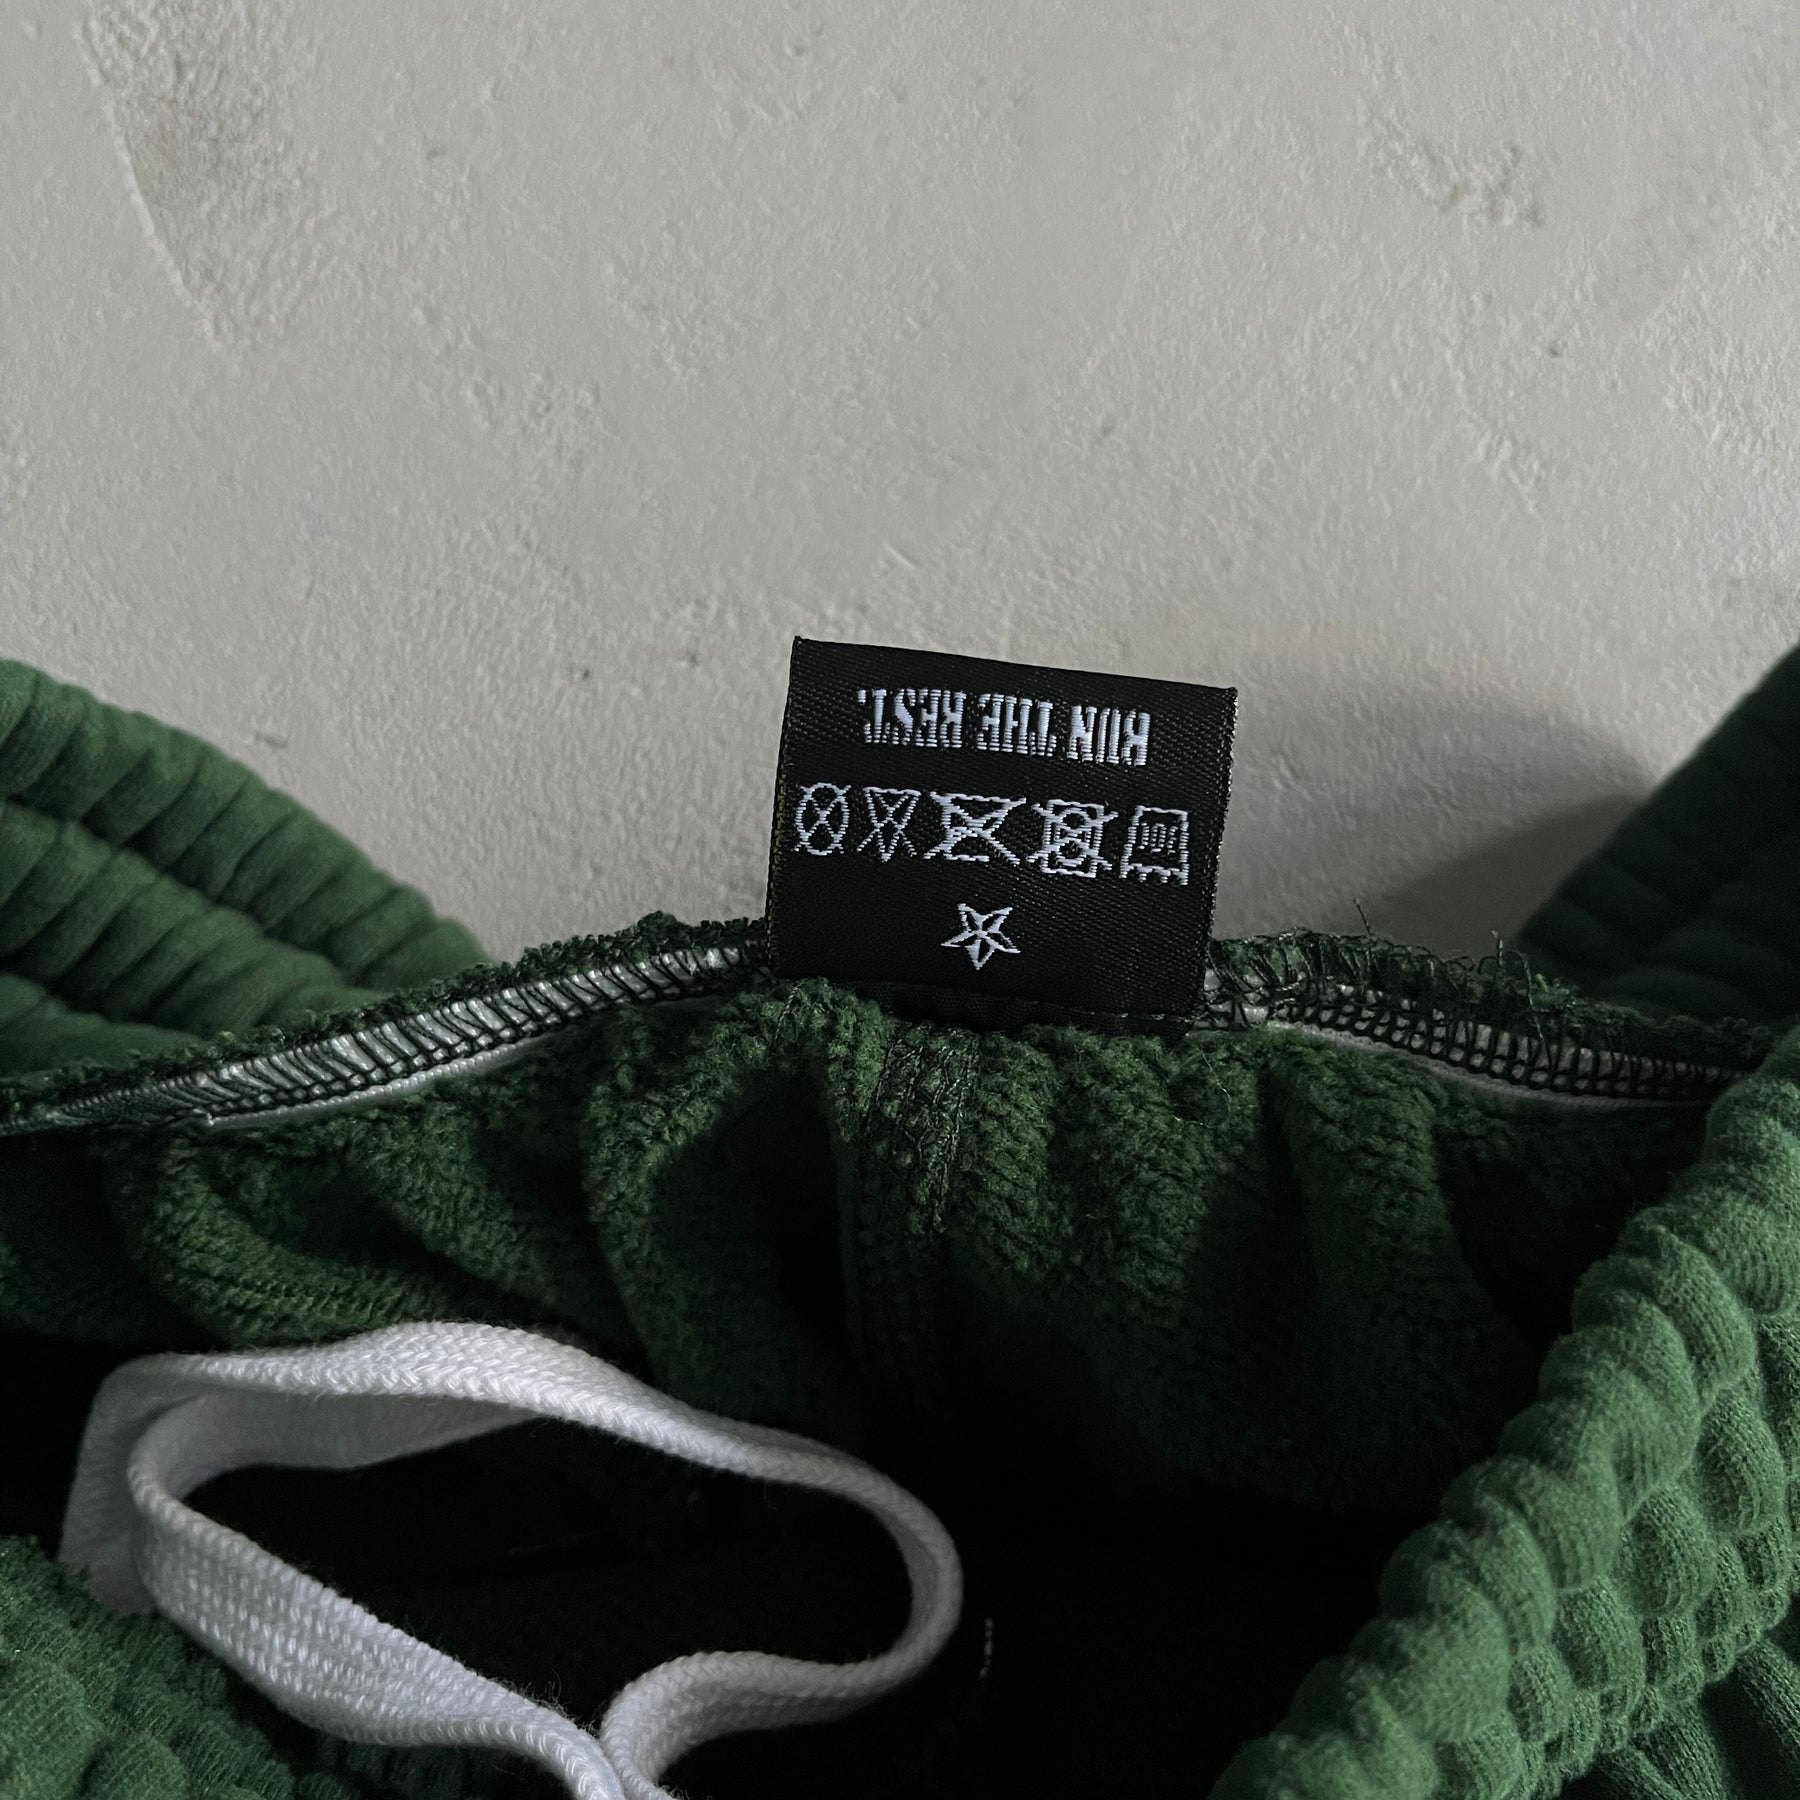 RUN THE REST.